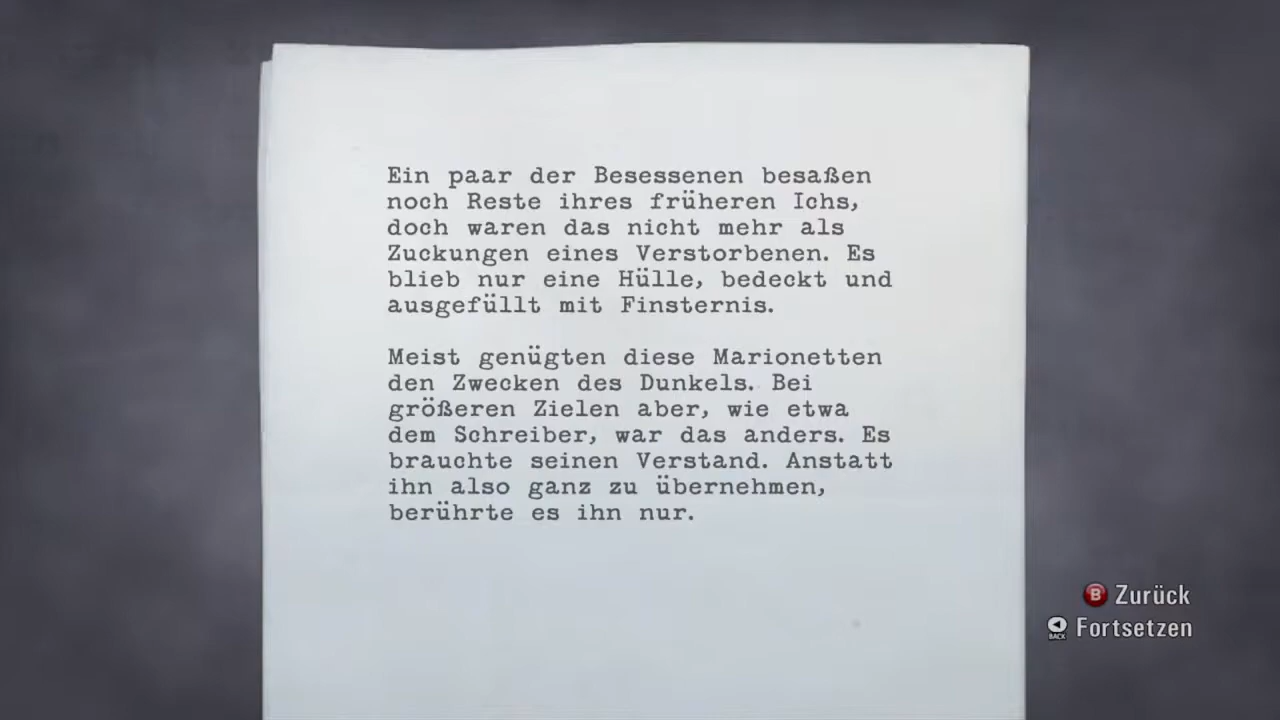 Ein paar der Besessenen besaßen
noch Reste ihres früheren Ichs,
doch waren das nicht mehr als
Zuckungen eines Verstorbenen. Es
blieb nur eine Hülle, bedeckt und
ausgefüllt mit Finsternis.
Meist genügten diese Marionetten
den Zwecken des Dunkels. Bei
größeren Zielen aber, wie etwa
dem Schreiber, war das anders. Es
brauchte seinen Verstand. Anstatt
ihn also ganz zu übernehmen,
berührte es ihn nur.
B Zurück
BACK Fortsetzen